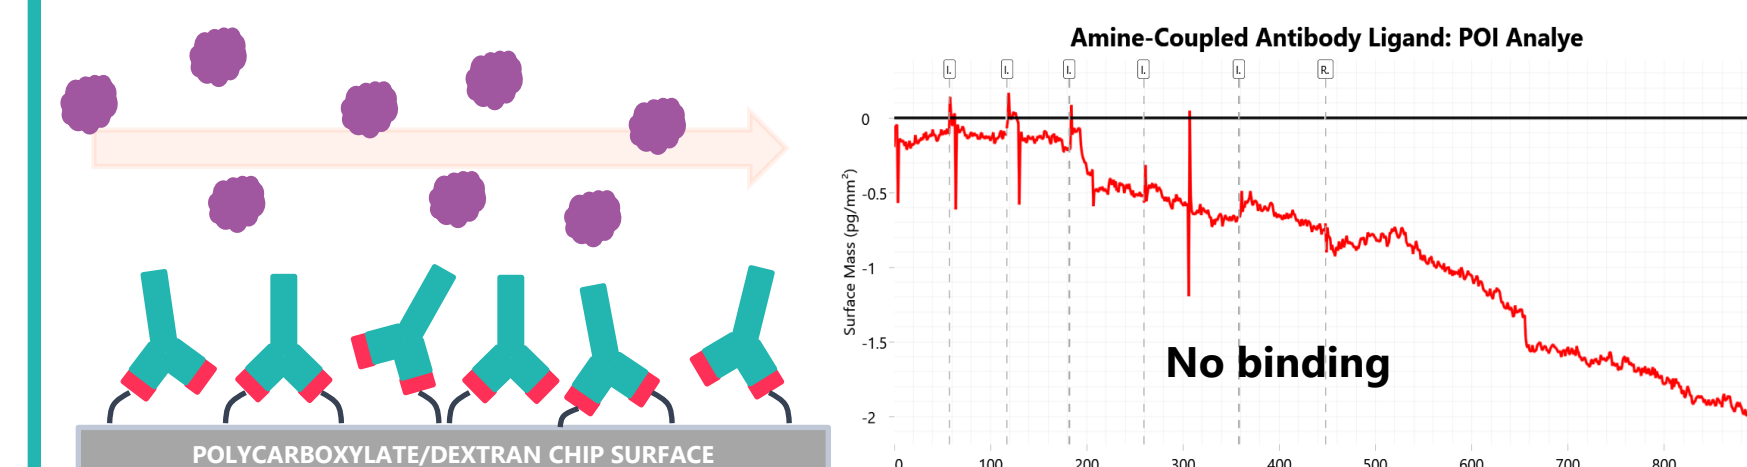 POLYCARBOXYLATE/DEXTRAN CHIP SURFACE
Amine-Coupled Antibody Ligand: POI Analye
I.
I.
I.
I.
I.
R.
Surface Mass (pg/mm²)
0
-0.5
-1
-1.5
-2
No binding
0
100
200
300
400
500
600
700
800